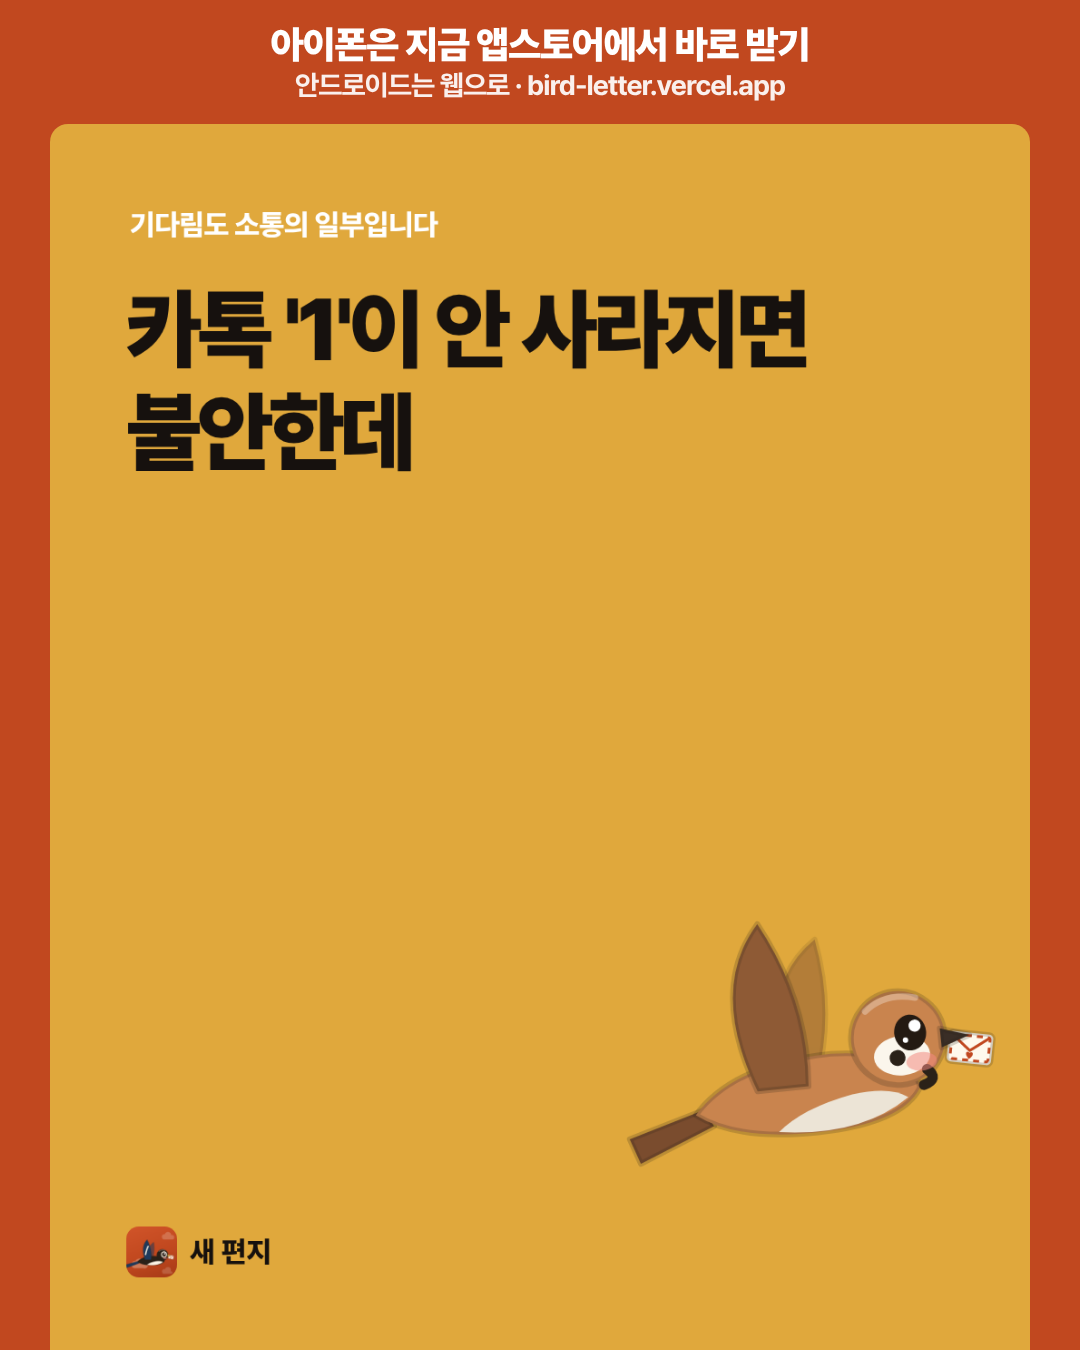 아이폰은 지금 앱스토어에서 바로 받기
안드로이드는 웹으로 · bird-letter.vercel.app
기다림도 소통의 일부입니다
카톡 '1'이 안 사라지면
불안한데
새 편지